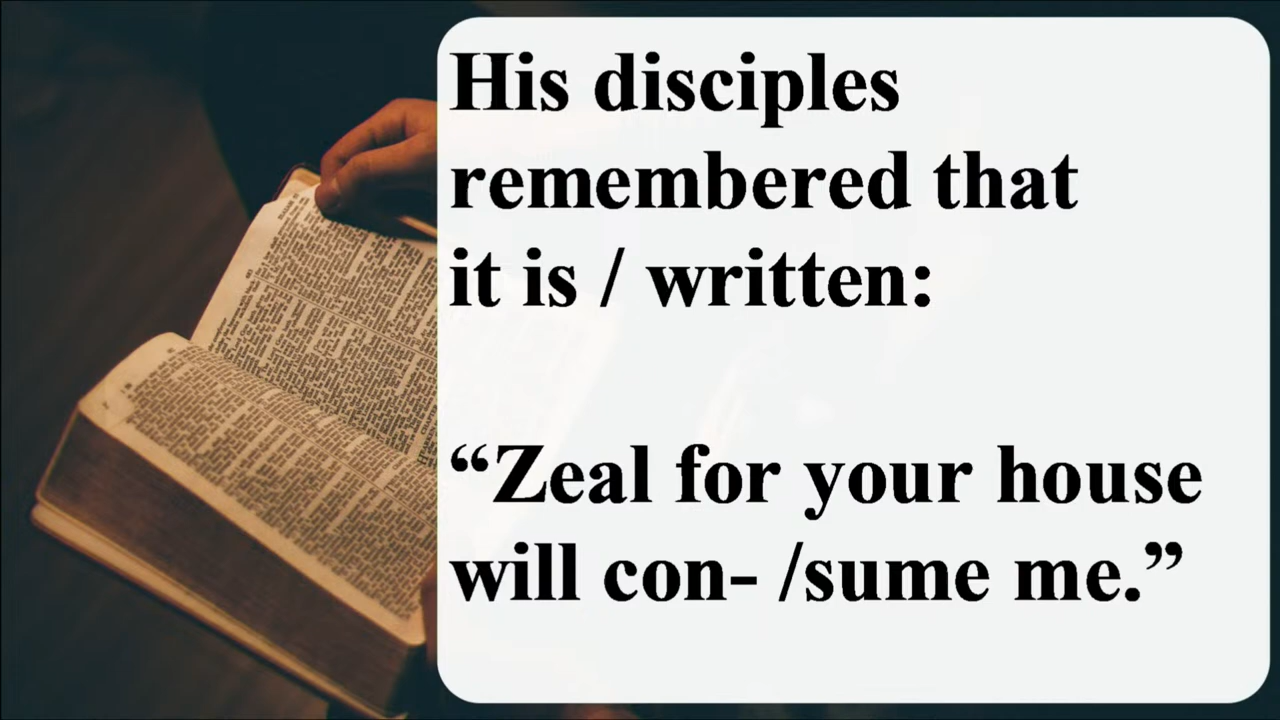 His disciples
remembered that
it is / written:
“Zeal for your house
will con- /sume me.”